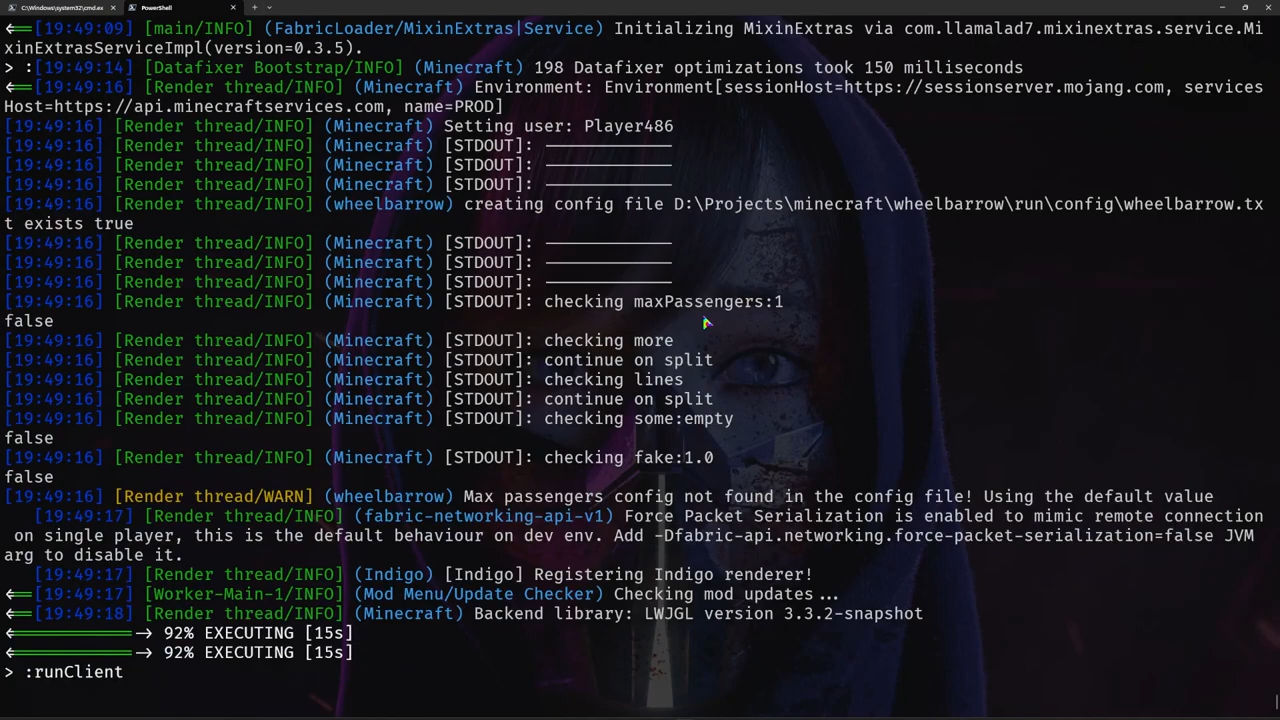 C:\Windows\system32\cmd.ex
PowerShell
[19:49:09] [main/INFO] (FabricLoader/MixinExtras|Service) Initializing MixinExtras via com.llamalad7.mixinextras.service.Mi
xinExtrasServiceImpl(version=0.3.5).
> :[19:49:14] [Datafixer Bootstrap/INFO] (Minecraft) 198 Datafixer optimizations took 150 milliseconds
[19:49:16] [Render thread/INFO] (Minecraft) Environment: Environment[sessionHost=https://sessionserver.mojang.com, services
Host=https://api.minecraftservices.com, name=PROD]
[19:49:16] [Render thread/INFO] (Minecraft) Setting user: Player486
[19:49:16] [Render thread/INFO] (Minecraft) [STDOUT]: ——————————
[19:49:16] [Render thread/INFO] (Minecraft) [STDOUT]: ——————————
[19:49:16] [Render thread/INFO] (Minecraft) [STDOUT]: ——————————
[19:49:16] [Render thread/INFO] (wheelbarrow) creating config file D:\Projects\minecraft\wheelbarrow\run\config\wheelbarrow.tx
t exists true
[19:49:16] [Render thread/INFO] (Minecraft) [STDOUT]: ——————————
[19:49:16] [Render thread/INFO] (Minecraft) [STDOUT]: ——————————
[19:49:16] [Render thread/INFO] (Minecraft) [STDOUT]: ——————————
[19:49:16] [Render thread/INFO] (Minecraft) [STDOUT]: checking maxPassengers:1
false
[19:49:16] [Render thread/INFO] (Minecraft) [STDOUT]: checking more
[19:49:16] [Render thread/INFO] (Minecraft) [STDOUT]: continue on split
[19:49:16] [Render thread/INFO] (Minecraft) [STDOUT]: checking lines
[19:49:16] [Render thread/INFO] (Minecraft) [STDOUT]: continue on split
[19:49:16] [Render thread/INFO] (Minecraft) [STDOUT]: checking some:empty
false
[19:49:16] [Render thread/INFO] (Minecraft) [STDOUT]: checking fake:1.0
false
[19:49:16] [Render thread/WARN] (wheelbarrow) Max passengers config not found in the config file! Using the default value
[19:49:17] [Render thread/INFO] (fabric-networking-api-v1) Force Packet Serialization is enabled to mimic remote connection
on single player, this is the default behaviour on dev env. Add -Dfabric-api.networking.force-packet-serialization=false JVM
arg to disable it.
[19:49:17] [Render thread/INFO] (Indigo) [Indigo] Registering Indigo renderer!
[19:49:17] [Worker-Main-1/INFO] (Mod Menu/Update Checker) Checking mod updates...
[19:49:18] [Render thread/INFO] (Minecraft) Backend library: LWJGL version 3.3.2-snapshot
<===========—> 92% EXECUTING [15s]
<===========—> 92% EXECUTING [15s]
> :runClient